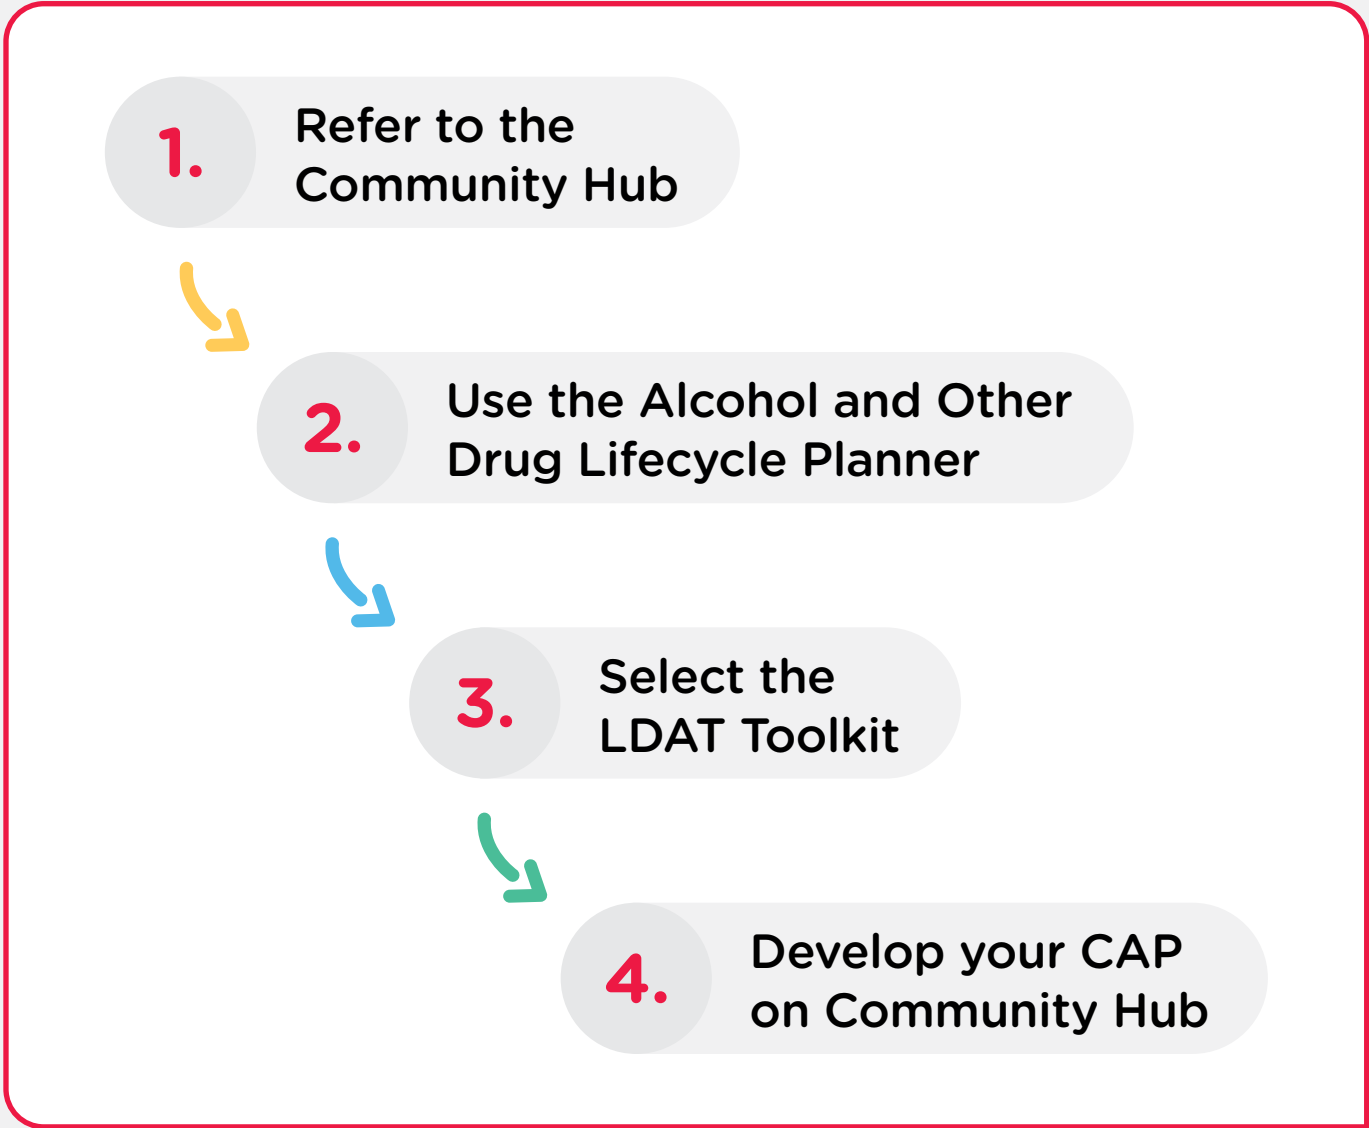 1.
Refer to the
Community Hub
2.
Use the Alcohol and Other
Drug Lifecycle Planner
3.
Select the
LDAT Toolkit
4.
Develop your CAP
on Community Hub